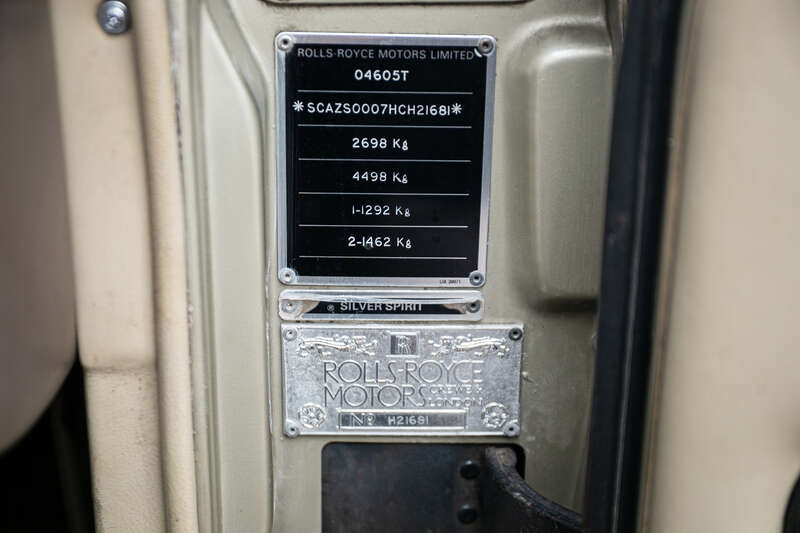 ROLLS-ROYCE MOTORS LIMITED
04605T
*SCAZS0007HCH21681*
2698 Kg
4498 Kg
1-1292 Kg
2-1462 Kg
SILVER SPIRIT
R
ROLLS-ROYCE
MOTORS CREWE &
LONDON
No H21681